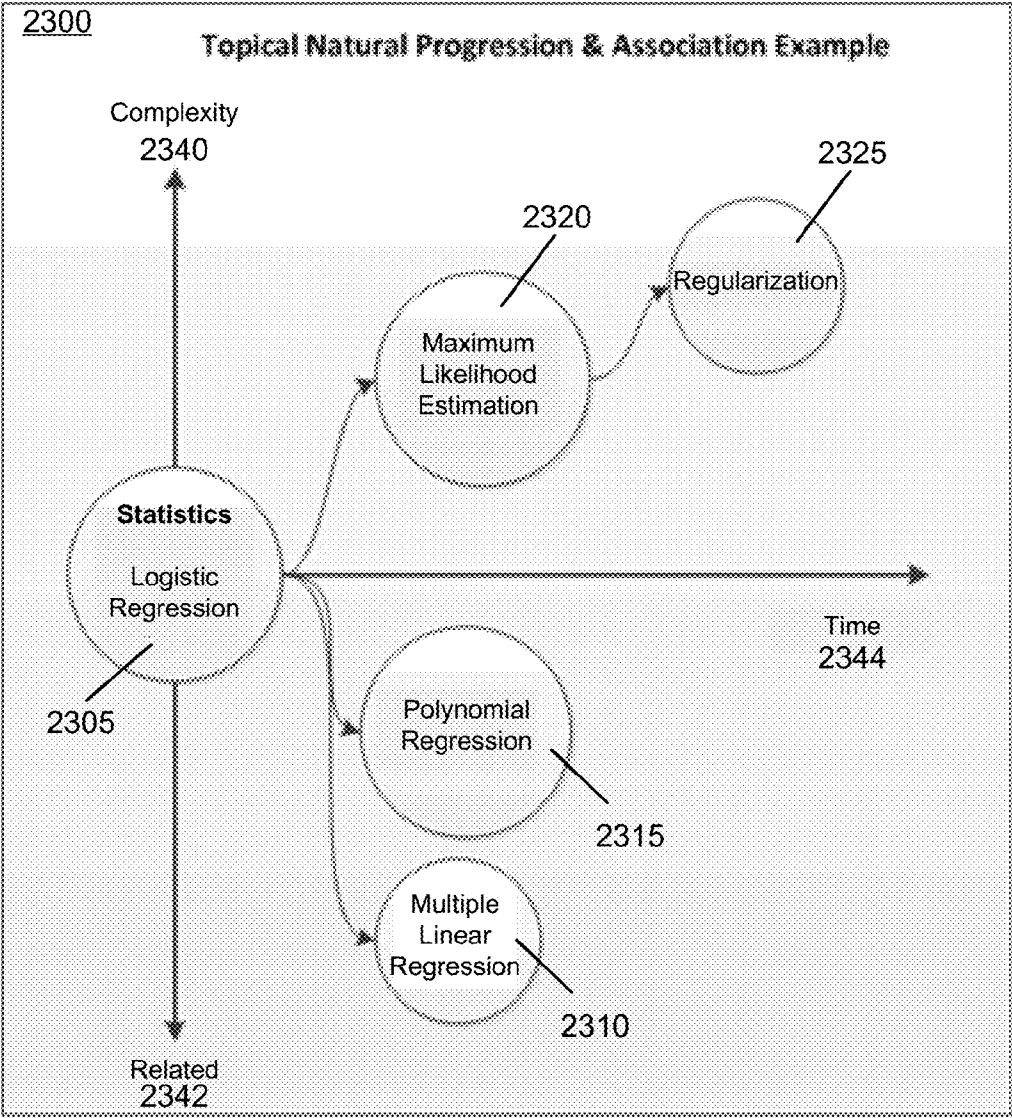 2300
Topical Natural Progression & Association Example
Complexity
2340
2325
2320
Regularization
Maximum
Likelihood
Estimation
Statistics
Logistic
Regression
Time
2344
2305
Polynomial
Regression
2315
Multiple
Linear
Regression
2310
Related
2342